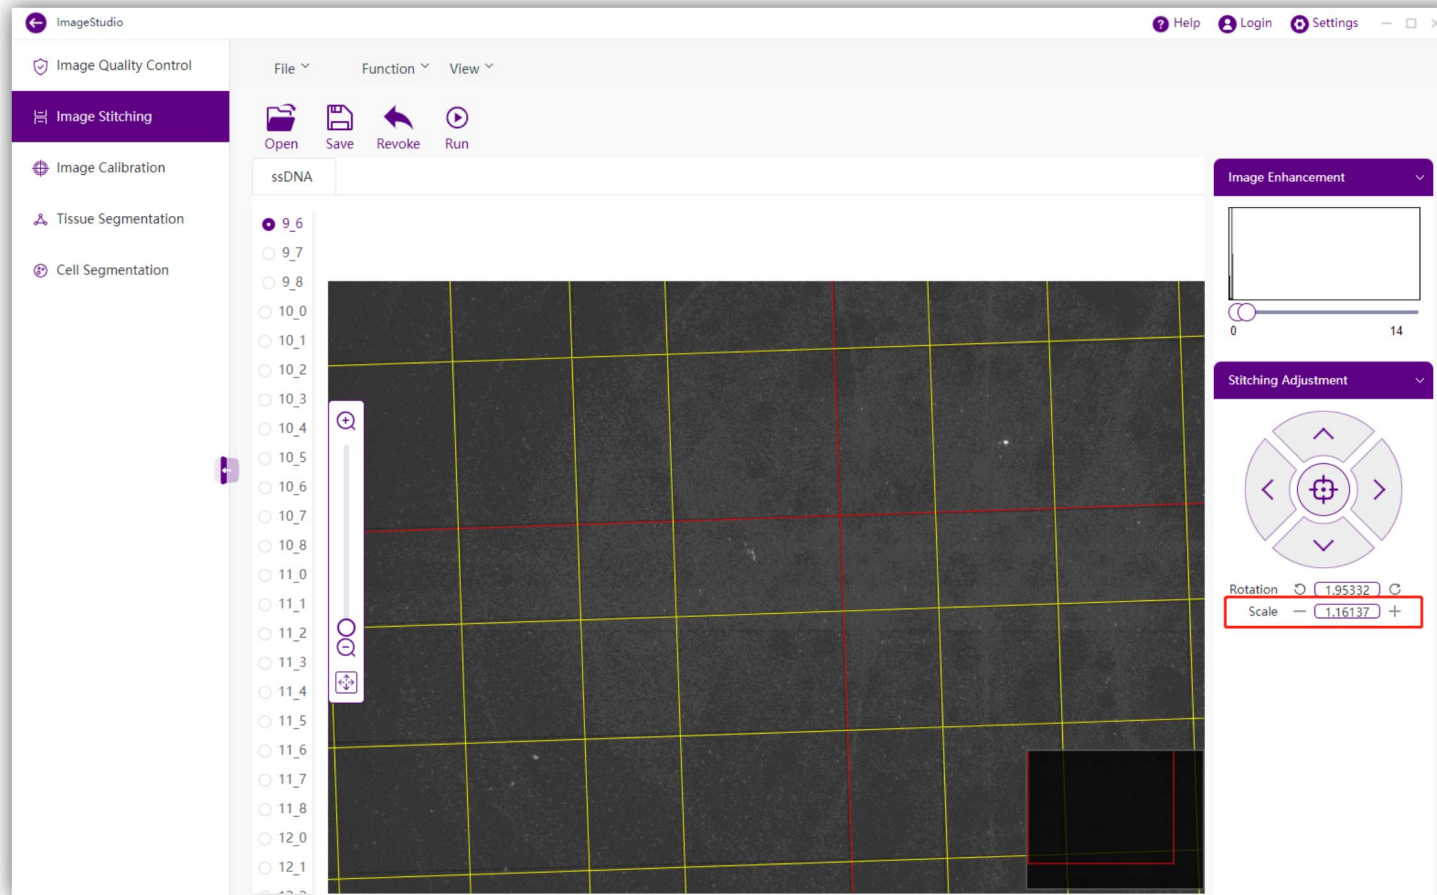 ImageStudio
Help Login Settings
Image Quality Control
Image Stitching
Image Calibration
Tissue Segmentation
Cell Segmentation
File Function View
Open Save Revoke Run
ssDNA
9_6
9_7
9_8
10_0
10_1
10_2
10_3
10_4
10_5
10_6
10_7
10_8
11_0
11_1
11_2
11_3
11_4
11_5
11_6
11_7
11_8
12_0
12_1
Image Enhancement
0 14
Stitching Adjustment
Rotation 1.95332
Scale 1.16137